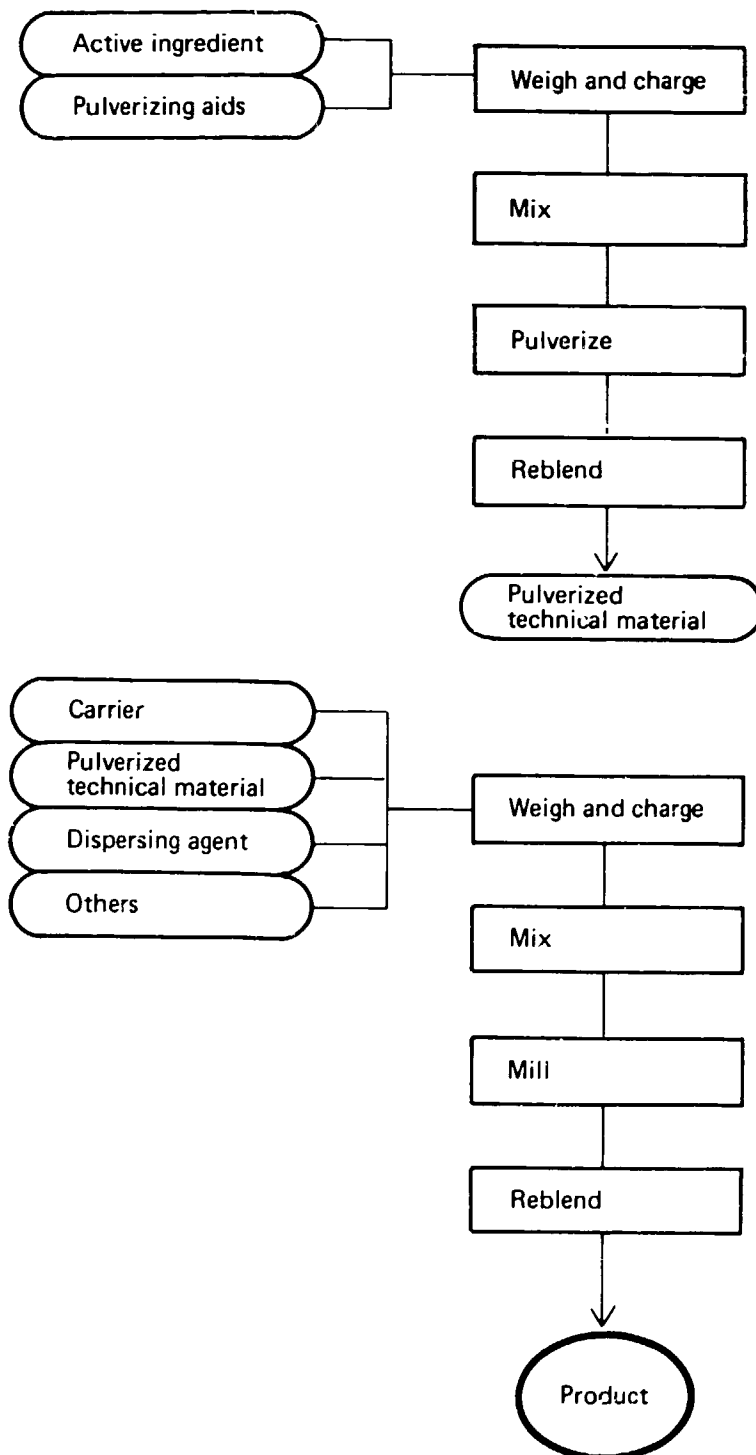 Active ingredient
Pulverizing aids
Weigh and charge
Mix
Pulverize
Reblend
Pulverized
technical material
Carrier
Pulverized
technical material
Dispersing agent
Others
Weigh and charge
Mix
Mill
Reblend
Product